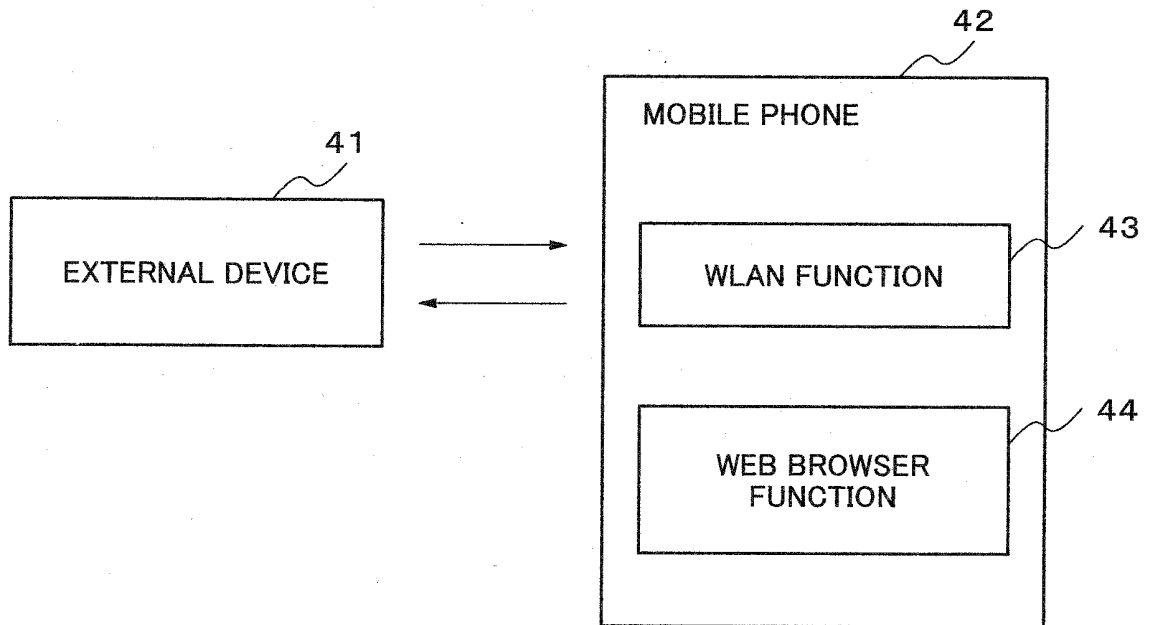 42
MOBILE PHONE
41
EXTERNAL DEVICE
43
WLAN FUNCTION
44
WEB BROWSER
FUNCTION